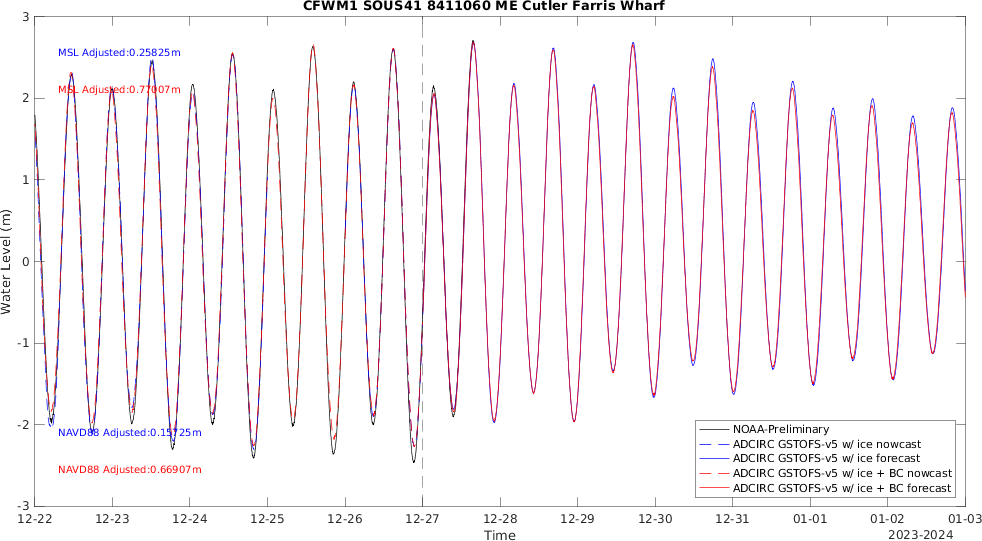 CFWM1 SOUS41 8411060 ME Cutler Farris Wharf
MSL Adjusted:0.25825m
MSL Adjusted:0.77007m
NAVD88 Adjusted:0.15725m
NAVD88 Adjusted:0.66907m
Water Level (m)
3
2
1
0
-1
-2
-3
NOAA-Preliminary
ADCIRC GSTOFS-v5 w/ ice nowcast
ADCIRC GSTOFS-v5 w/ ice forecast
ADCIRC GSTOFS-v5 w/ ice + BC nowcast
ADCIRC GSTOFS-v5 w/ ice + BC forecast
12-22 12-23 12-24 12-25 12-26 12-27 12-28 12-29 12-30 12-31 01-01 01-02 01-03
Time
2023-2024